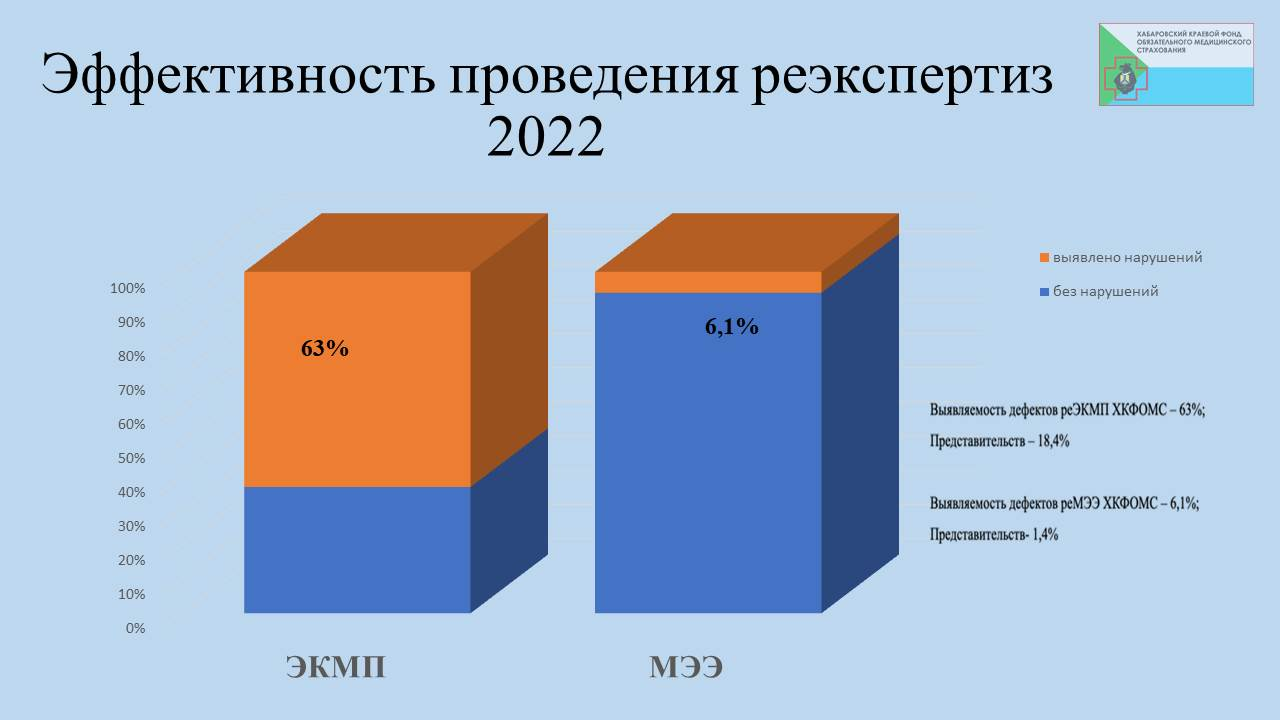 Эффективность проведения реэкспертиз
2022
ХАБАРОВСКИЙ КРАЕВОЙ ФОНД
ОБЯЗАТЕЛЬНОГО МЕДИЦИНСКОГО
СТРАХОВАНИЯ
100%
90%
80%
70%
60%
50%
40%
30%
20%
10%
0%
63%
6,1%
ЭКМП
МЭЭ
выявлено нарушений
без нарушений
Выявляемость дефектов реЭКМП ХКФОМС – 63%;
Представительств – 18,4%
Выявляемость дефектов реМЭЭ ХКФОМС – 6,1%;
Представительств- 1,4%